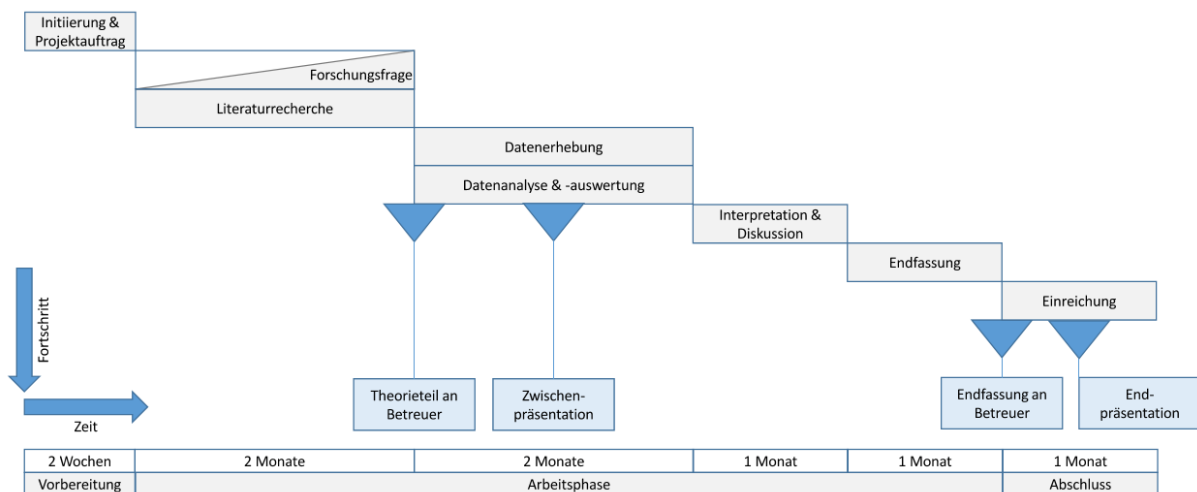 Initiierung &
Projektauftrag
Forschungsfrage
Literaturrecherche
Datenerhebung
Datenanalyse & -auswertung
Interpretation &
Diskussion
Endfassung
Einreichung
Fortschritt
Zeit
Theorieteil an
Betreuer
Zwischen-
präsentation
Endfassung an
Betreuer
End-
präsentation
2 Wochen
2 Monate
2 Monate
1 Monat
1 Monat
1 Monat
Vorbereitung
Arbeitsphase
Abschluss